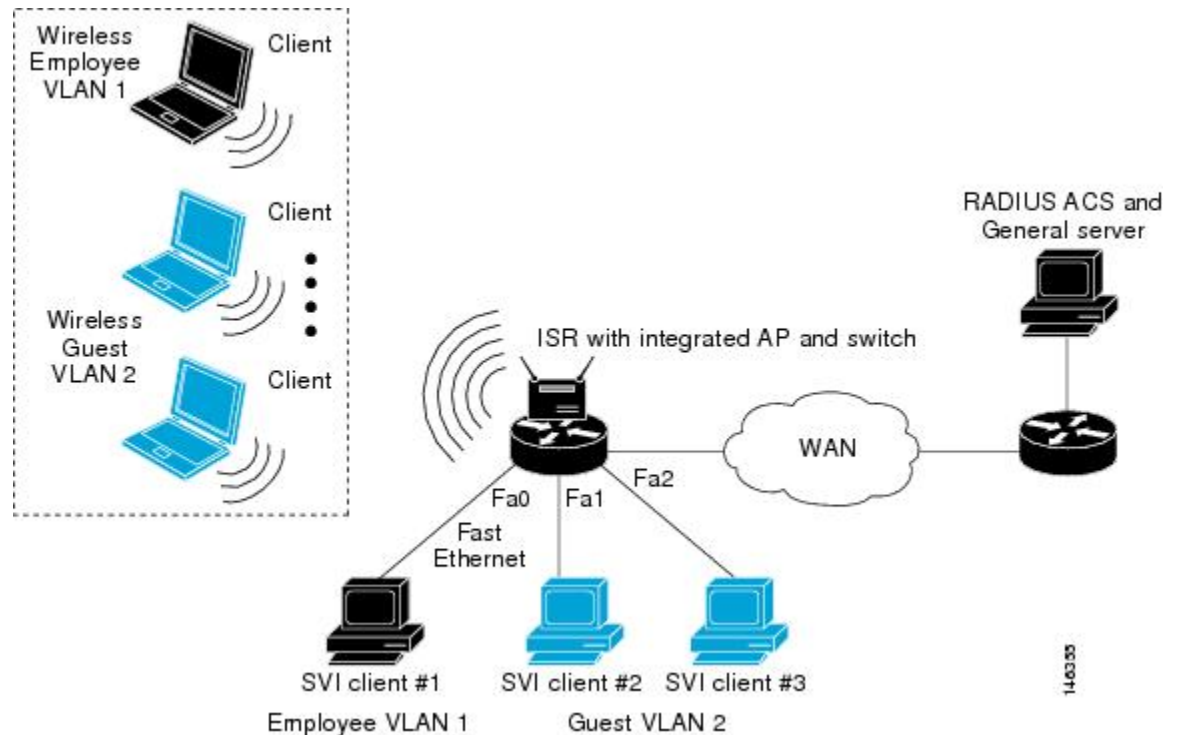 Wireless
Employee
VLAN 1
Client
Client
Wireless
Guest
VLAN 2
Client
RADIUS ACS and
General server
ISR with integrated AP and switch
WAN
Fa0
Fa1
Fa2
Fast
Ethernet
SVI client #1
SVI client #2
SVI client #3
Employee VLAN 1
Guest VLAN 2
146355